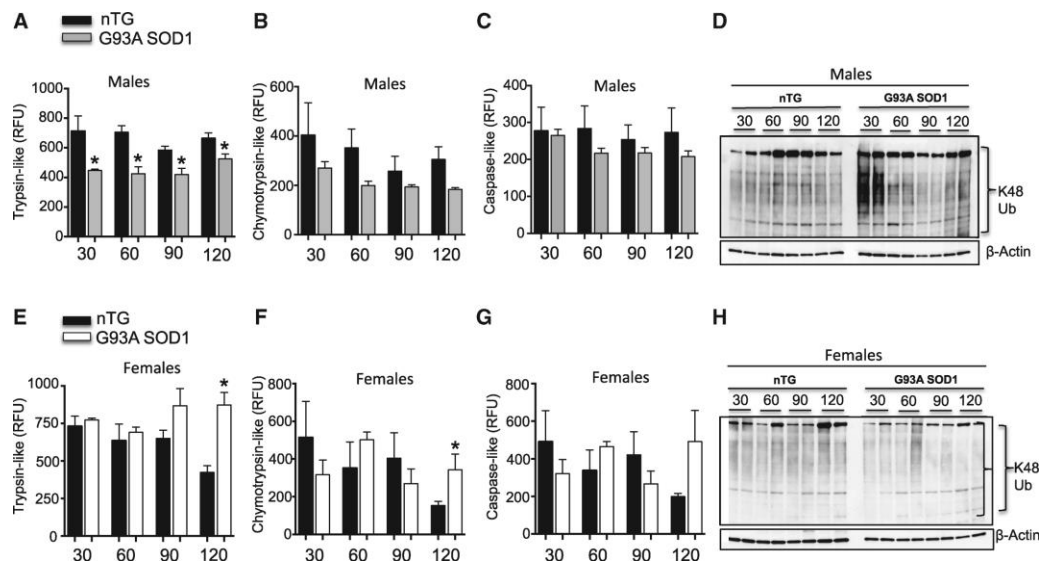 A
nTG
G93A SOD1
Males
Trypsin-like (RFU)
800
600
400
200
0
*
*
*
*
30 60 90 120
B
Males
Chymotrypsin-like (RFU)
600
400
200
0
30 60 90 120
C
Males
Caspase-like (RFU)
400
300
200
100
0
30 60 90 120
D
Males
nTG G93A SOD1
30 60 90 120 30 60 90 120
K48
Ub
β-Actin
E
nTG
G93A SOD1
Females
Trypsin-like (RFU)
1000
750
500
250
0
*
30 60 90 120
F
Females
Chymotrypsin-like (RFU)
800
600
400
200
0
*
30 60 90 120
G
Females
Caspase-like (RFU)
800
600
400
200
0
30 60 90 120
H
Females
nTG G93A SOD1
30 60 90 120 30 60 90 120
K48
Ub
β-Actin